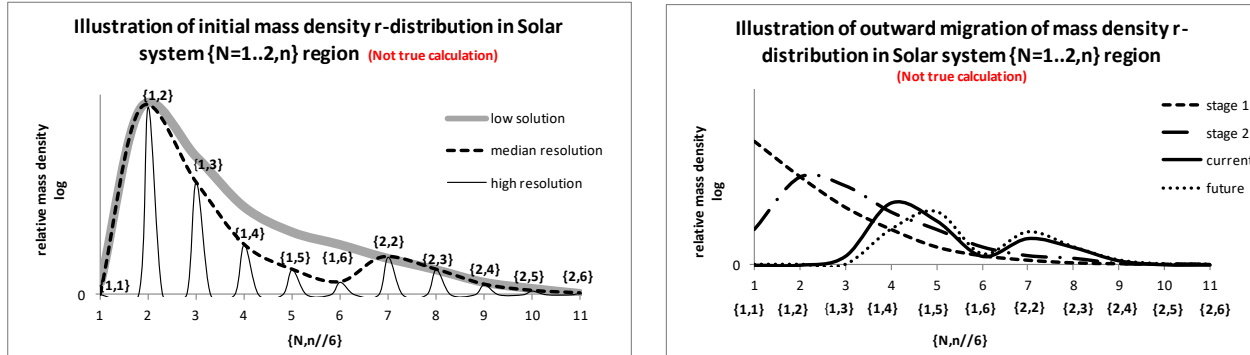 Illustration of initial mass density r-distribution in Solar
system {N=1..2,n} region (Not true calculation)
relative mass density
log
0
{1,1}
{1,2}
{1,3}
{1,4}
{1,5}
{1,6}
{2,2}
{2,3}
{2,4}
{2,5}
{2,6}
low solution
median resolution
high resolution
1 2 3 4 5 6 7 8 9 10 11
{N,n//6}
Illustration of outward migration of mass density r-
distribution in Solar system {N=1..2,n} region
(Not true calculation)
relative mass density
log
0
stage 1
stage 2
current
future
1 2 3 4 5 6 7 8 9 10 11
{1,1} {1,2} {1,3} {1,4} {1,5} {1,6} {2,2} {2,3} {2,4} {2,5} {2,6}
{N,n//6}